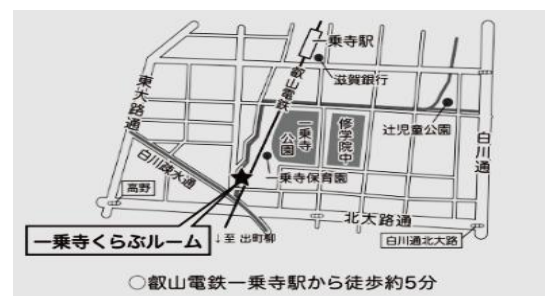 一乗寺駅
滋賀銀行
叡山電鉄
東大路通
一乗寺公園
修学院中
辻児童公園
白川通
白川疎水通
一乗寺保育園
高野
北大路通
一乗寺くらぶルーム
↓至 出町柳
白川通北大路
○叡山電鉄一乗寺駅から徒歩約5分